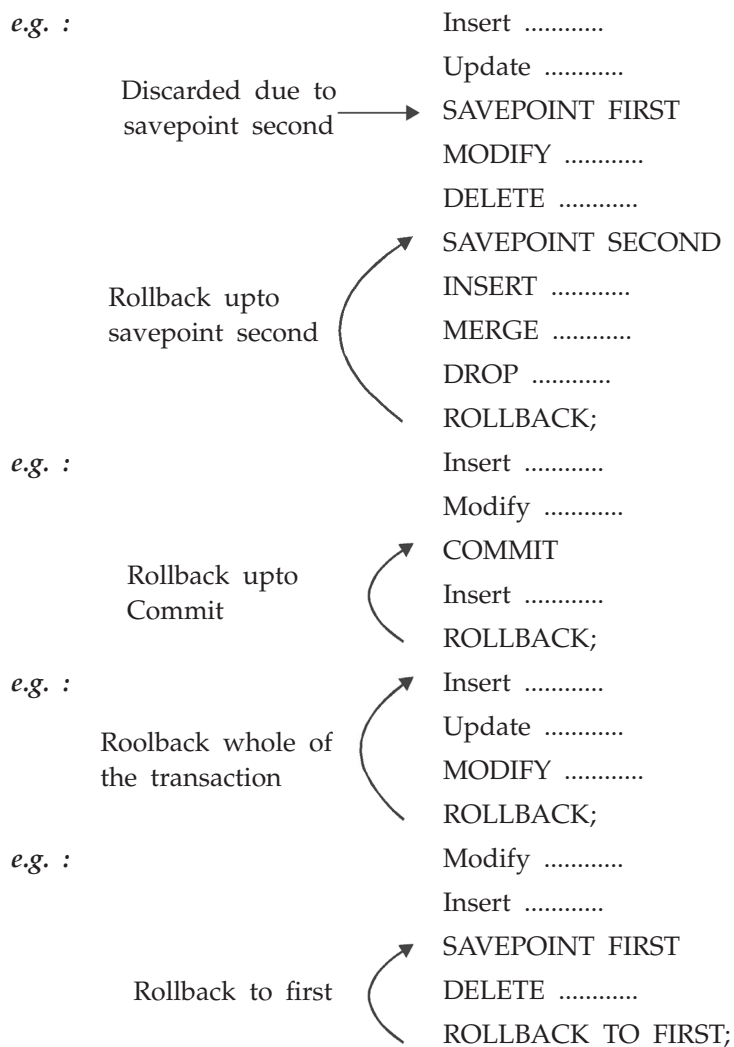 e.g. : Insert ............
Update ............
Discarded due to
savepoint second
SAVEPOINT FIRST
MODIFY ............
DELETE ............
SAVEPOINT SECOND
INSERT ............
Rollback upto
savepoint second
MERGE ............
DROP ............
ROLLBACK;
e.g. : Insert ............
Modify ............
COMMIT
Rollback upto
Commit
Insert ............
ROLLBACK;
e.g. : Insert ............
Update ............
Roolback whole of
the transaction
MODIFY ............
ROLLBACK;
e.g. : Modify ............
Insert ............
SAVEPOINT FIRST
Rollback to first DELETE ............
ROLLBACK TO FIRST;